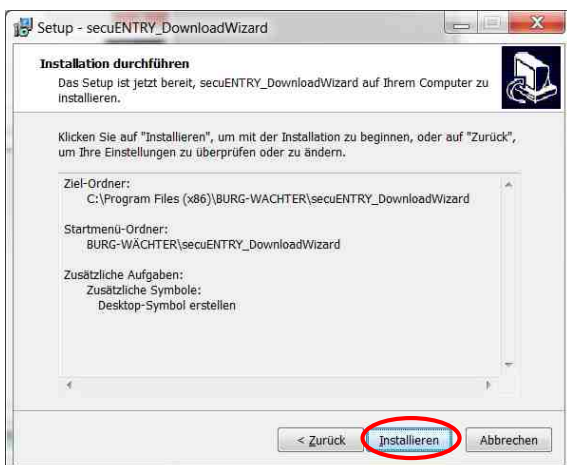 Setup - secuENTRY_DownloadWizard
Installation durchführen
Das Setup ist jetzt bereit, secuENTRY_DownloadWizard auf Ihrem Computer zu
installieren.
Klicken Sie auf "Installieren", um mit der Installation zu beginnen, oder auf "Zurück",
um Ihre Einstellungen zu überprüfen oder zu ändern.
Ziel-Ordner:
C:\Program Files (x86)\BURG-WACHTER\secuENTRY_DownloadWizard
Startmenü-Ordner:
BURG-WÄCHTER\secuENTRY_DownloadWizard
Zusätzliche Aufgaben:
Zusätzliche Symbole:
Desktop-Symbol erstellen
< Zurück Installieren Abbrechen